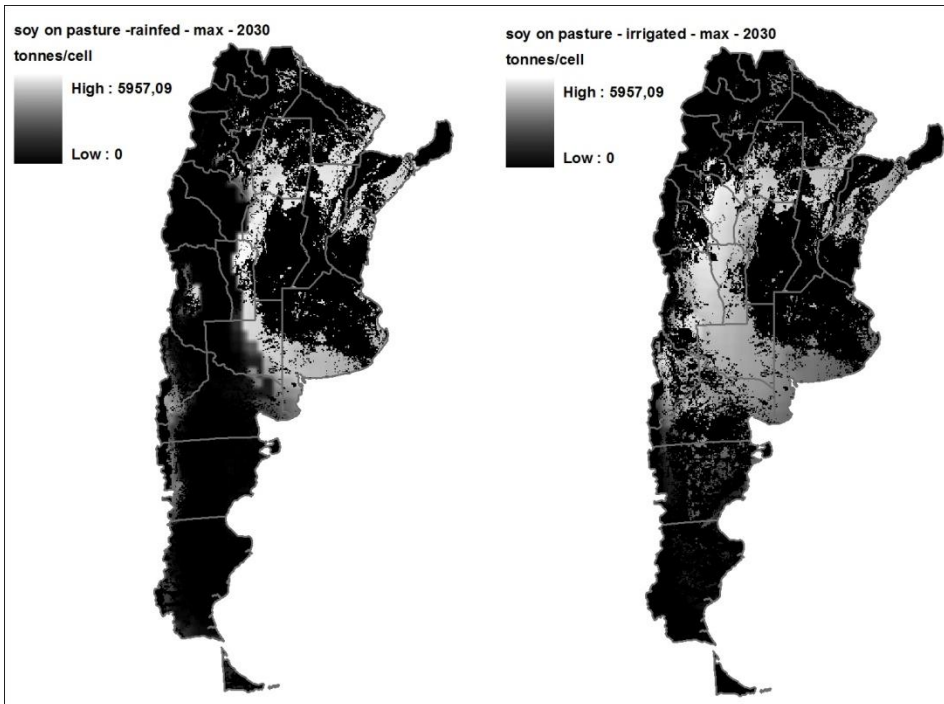 soy on pasture -rainfed - max - 2030
tonnes/cell
High : 5957,09
Low : 0
soy on pasture - irrigated - max - 2030
tonnes/cell
High : 5957,09
Low : 0